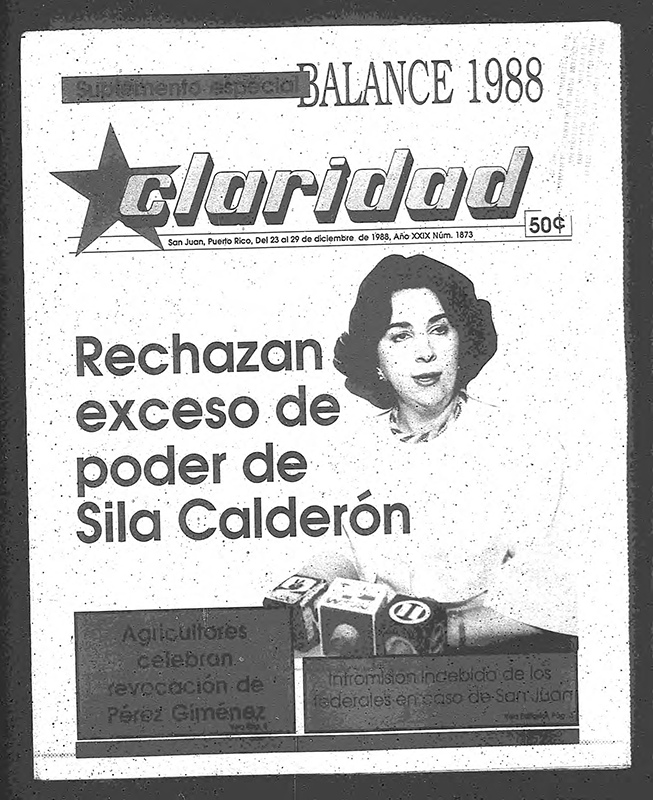 Suplemento especial BALANCE 1988
claridad
50¢
San Juan, Puerto Rico, Del 23 al 29 de diciembre de 1988, Año XXIX Núm. 1873
Rechazan
exceso de
poder de
Sila Calderón
Agricultores
celebran
revocación de
Pérez Giménez
Intromisión indebida de los
federales en caso de San Juan